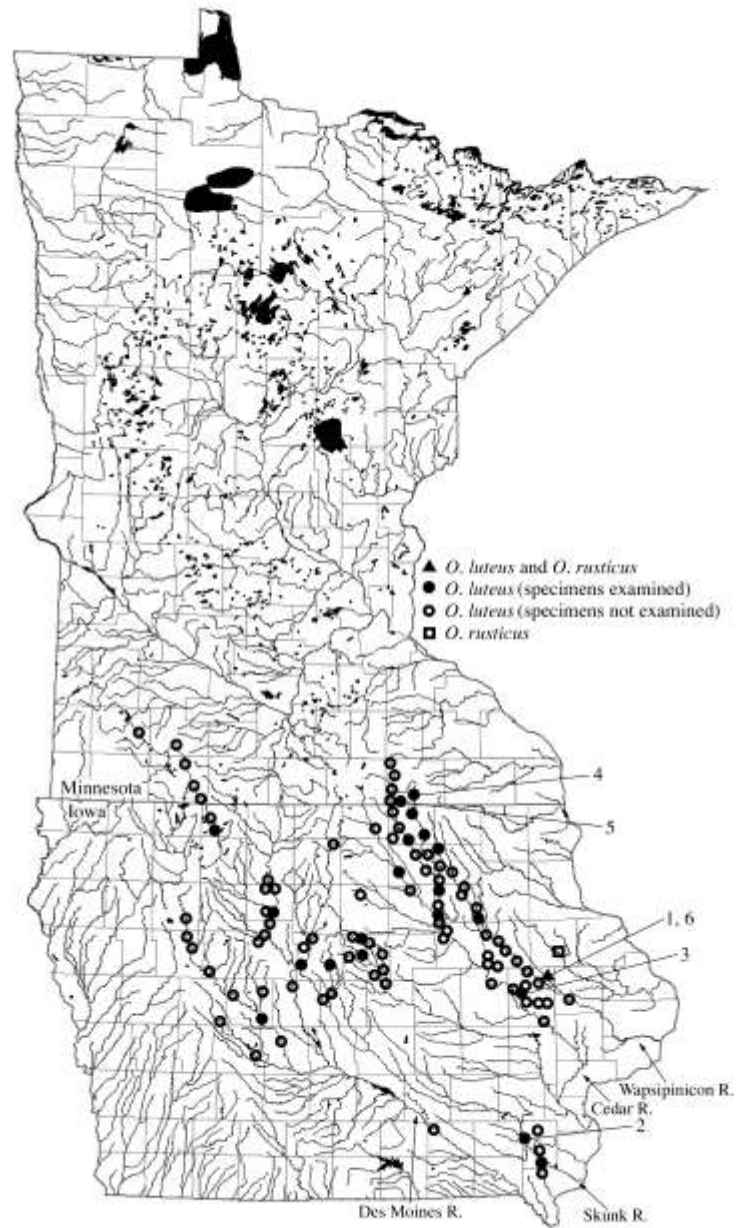 ▲ O. luteus and O. rusticus
● O. luteus (specimens examined)
O. luteus (specimens not examined)
O. rusticus
Minnesota
Iowa
4
5
1, 6
3
Wapsipinicon R.
Cedar R.
2
Des Moines R.
Skunk R.